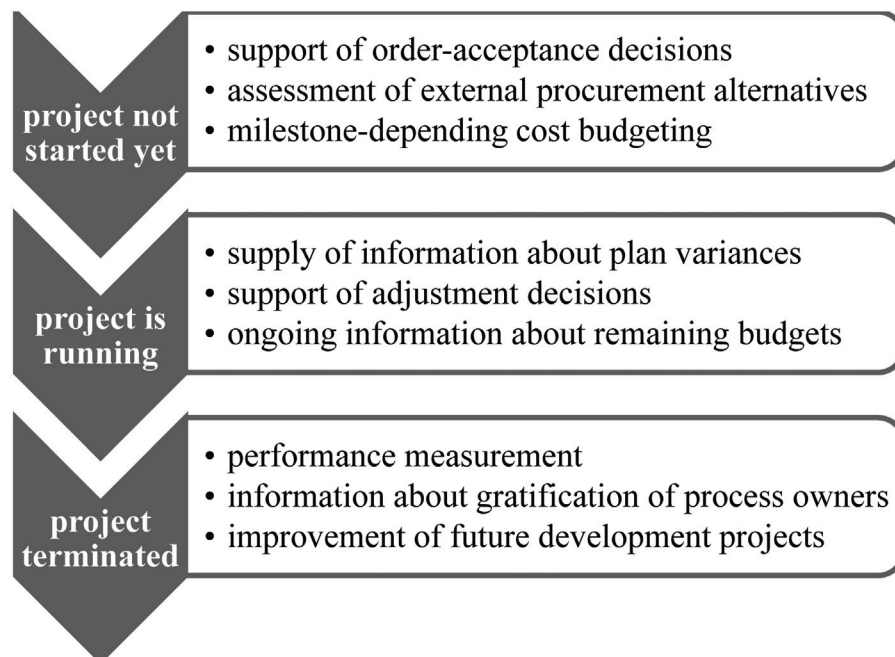 project not
started yet
• support of order-acceptance decisions
• assessment of external procurement alternatives
• milestone-depending cost budgeting
project is
running
• supply of information about plan variances
• support of adjustment decisions
• ongoing information about remaining budgets
project
terminated
• performance measurement
• information about gratification of process owners
• improvement of future development projects